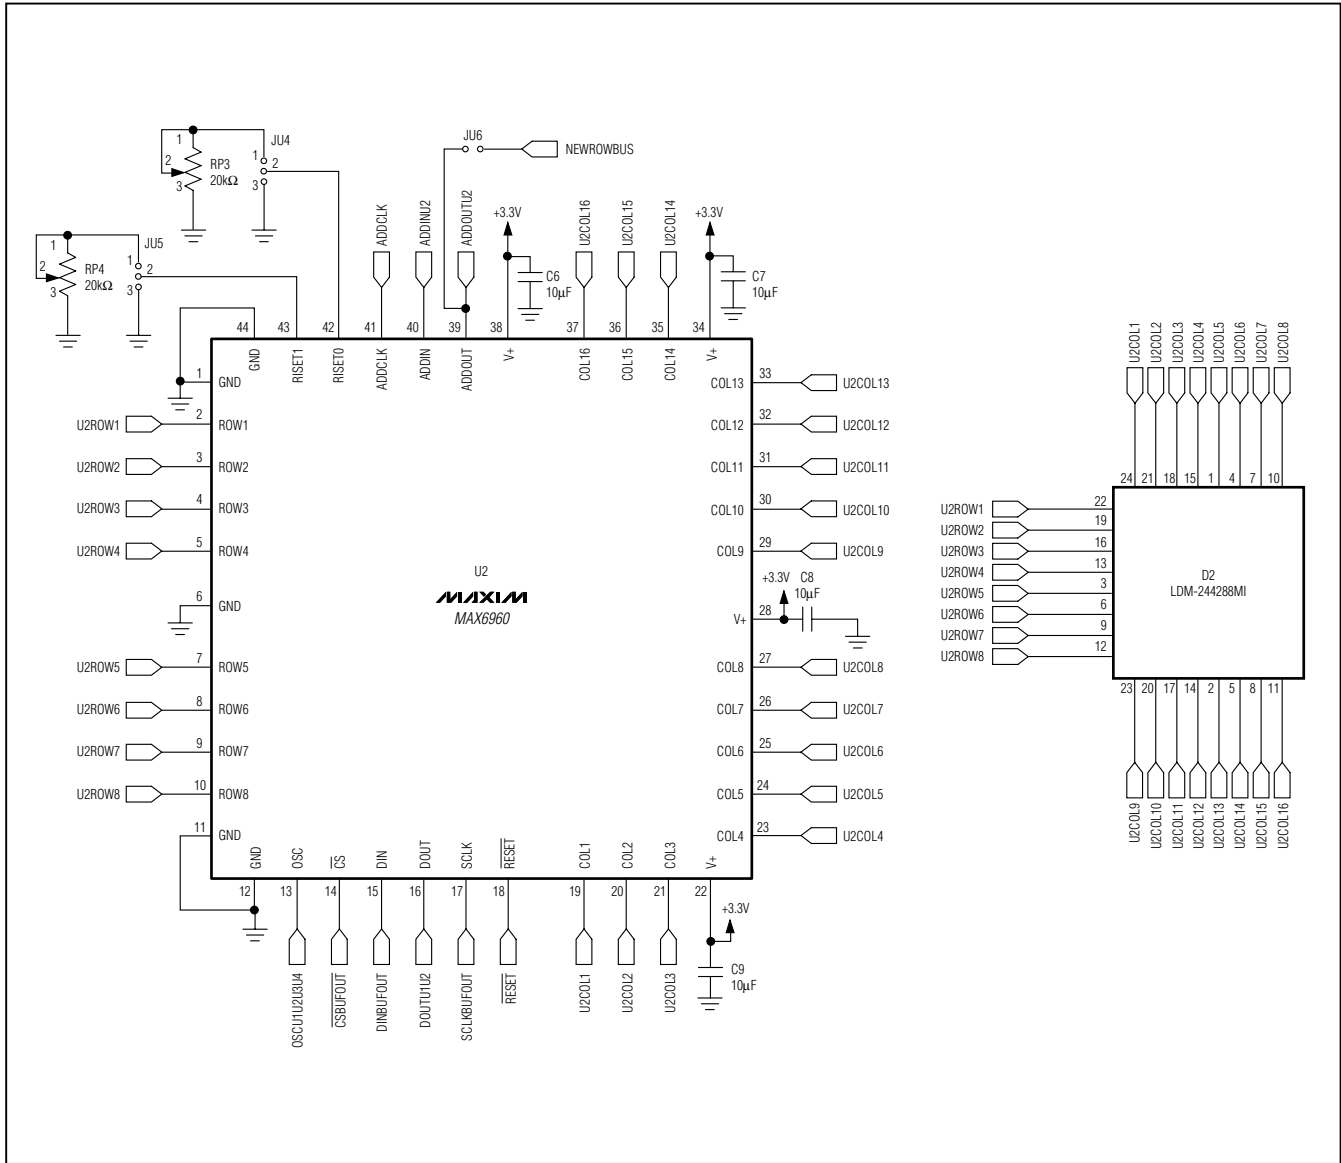 1
2
3
RP3
20kΩ
JU4
1
2
3
JU6
NEWROWBUS
1
2
3
RP4
20kΩ
JU5
1
2
3
ADDCLK
ADDINU2
ADDOUTU2
+3.3V
C6
10µF
U2COL16
U2COL15
U2COL14
+3.3V
C7
10µF
44
43
42
41
40
39
38
37
36
35
34
GND
RISET1
RISET0
ADDCLK
ADDIN
ADDOUT
V+
COL16
COL15
COL14
V+
1 GND
U2ROW1 2 ROW1
U2ROW2 3 ROW2
U2ROW3 4 ROW3
U2ROW4 5 ROW4
6 GND
U2ROW5 7 ROW5
U2ROW6 8 ROW6
U2ROW7 9 ROW7
U2ROW8 10 ROW8
11 GND
U2
MAXIM
MAX6960
COL13 33 U2COL13
COL12 32 U2COL12
COL11 31 U2COL11
COL10 30 U2COL10
COL9 29 U2COL9
+3.3V
C8
10µF
V+ 28
COL8 27 U2COL8
COL7 26 U2COL7
COL6 25 U2COL6
COL5 24 U2COL5
COL4 23 U2COL4
GND
OSC
CS
DIN
DOUT
SCLK
RESET
COL1
COL2
COL3
V+
12
13
14
15
16
17
18
19
20
21
22
OSCU1U2U3U4
CSBUFOUT
DINBUFOUT
DOUTU1U2
SCLKBUFOUT
RESET
U2COL1
U2COL2
U2COL3
+3.3V
C9
10µF
U2COL1
U2COL2
U2COL3
U2COL4
U2COL5
U2COL6
U2COL7
U2COL8
24
21
18
15
1
4
7
10
U2ROW1 22
U2ROW2 19
U2ROW3 16
U2ROW4 13
U2ROW5 3
U2ROW6 6
U2ROW7 9
U2ROW8 12
D2
LDM-244288MI
23
20
17
14
2
5
8
11
U2COL9
U2COL10
U2COL11
U2COL12
U2COL13
U2COL14
U2COL15
U2COL16